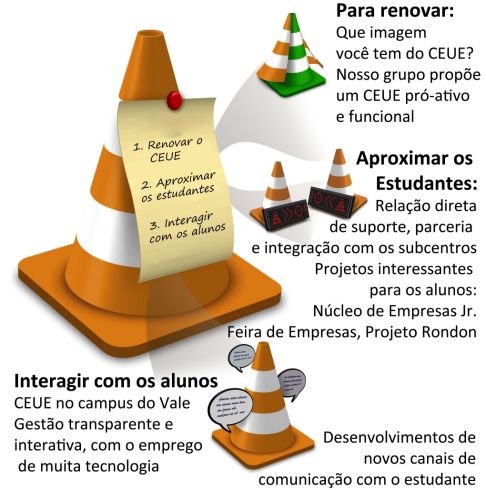 Para renovar:
Que imagem
você tem do CEUE?
Nosso grupo propõe
um CEUE pró-ativo
e funcional
1. Renovar o
CEUE
2. Aproximar
os estudantes
3. Interagir
com os alunos
Aproximar os
Estudantes:
Relação direta
de suporte, parceria
e integração com os subcentros
Projetos interessantes
para os alunos:
Núcleo de Empresas Jr.
Feira de Empresas, Projeto Rondon
Interagir com os alunos
CEUE no campus do Vale
Gestão transparente e
interativa, com o emprego
de muita tecnologia
Desenvolvimentos de
novos canais de
comunicação com o estudante